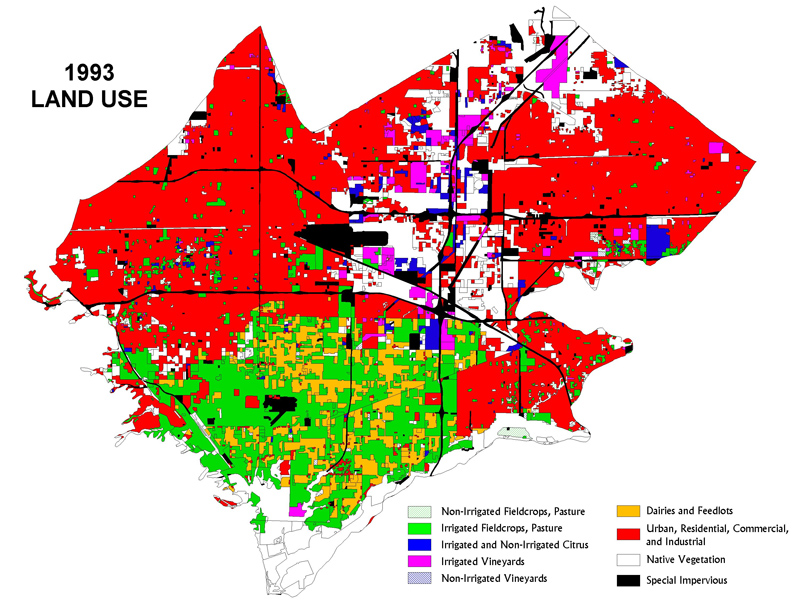 1993
LAND USE
Non-Irrigated Fieldcrops, Pasture
Irrigated Fieldcrops, Pasture
Irrigated and Non-Irrigated Citrus
Irrigated Vineyards
Non-Irrigated Vineyards
Dairies and Feedlots
Urban, Residential, Commercial,
and Industrial
Native Vegetation
Special Impervious